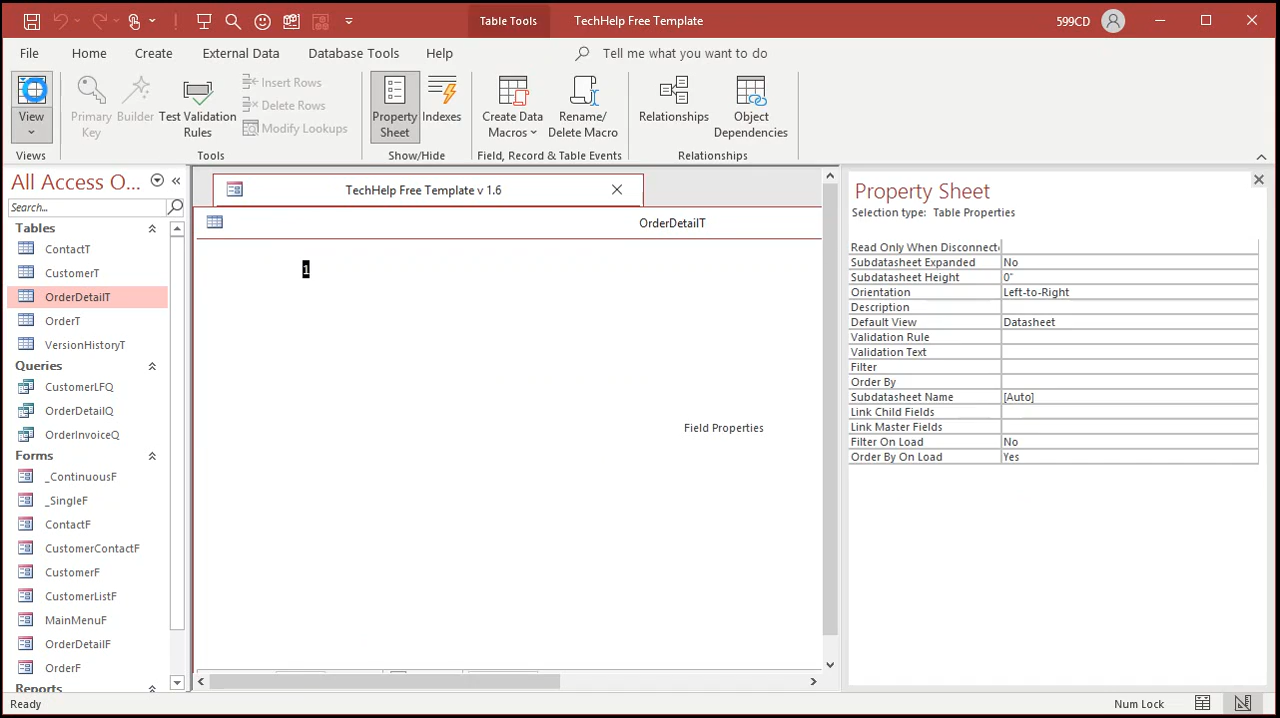 Table Tools
TechHelp Free Template
599CD
File
Home
Create
External Data
Database Tools
Help
Tell me what you want to do
View
Primary Key
Builder
Test Validation Rules
Insert Rows
Delete Rows
Modify Lookups
Property Sheet
Indexes
Create Data Macros
Rename/ Delete Macro
Relationships
Object Dependencies
Views
Tools
Show/Hide
Field, Record & Table Events
Relationships
All Access O...
Search...
Tables
ContactT
CustomerT
OrderDetailT
OrderT
VersionHistoryT
Queries
CustomerLFQ
OrderDetailQ
OrderInvoiceQ
Forms
_ContinuousF
_SingleF
ContactF
CustomerContactF
CustomerF
CustomerListF
MainMenuF
OrderDetailF
OrderF
Reports
TechHelp Free Template v 1.6
OrderDetailT
1
Field Properties
Property Sheet
Selection type: Table Properties
Read Only When Disconnect
Subdatasheet Expanded No
Subdatasheet Height 0"
Orientation Left-to-Right
Description
Default View Datasheet
Validation Rule
Validation Text
Filter
Order By
Subdatasheet Name [Auto]
Link Child Fields
Link Master Fields
Filter On Load No
Order By On Load Yes
Ready
Num Lock